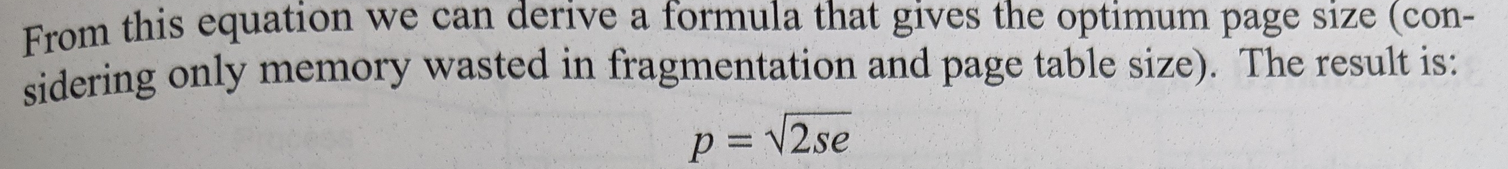 From this equation we can derive a formula that gives the optimum page size (con-
sidering only memory wasted in fragmentation and page table size). The result is:
p = √2se